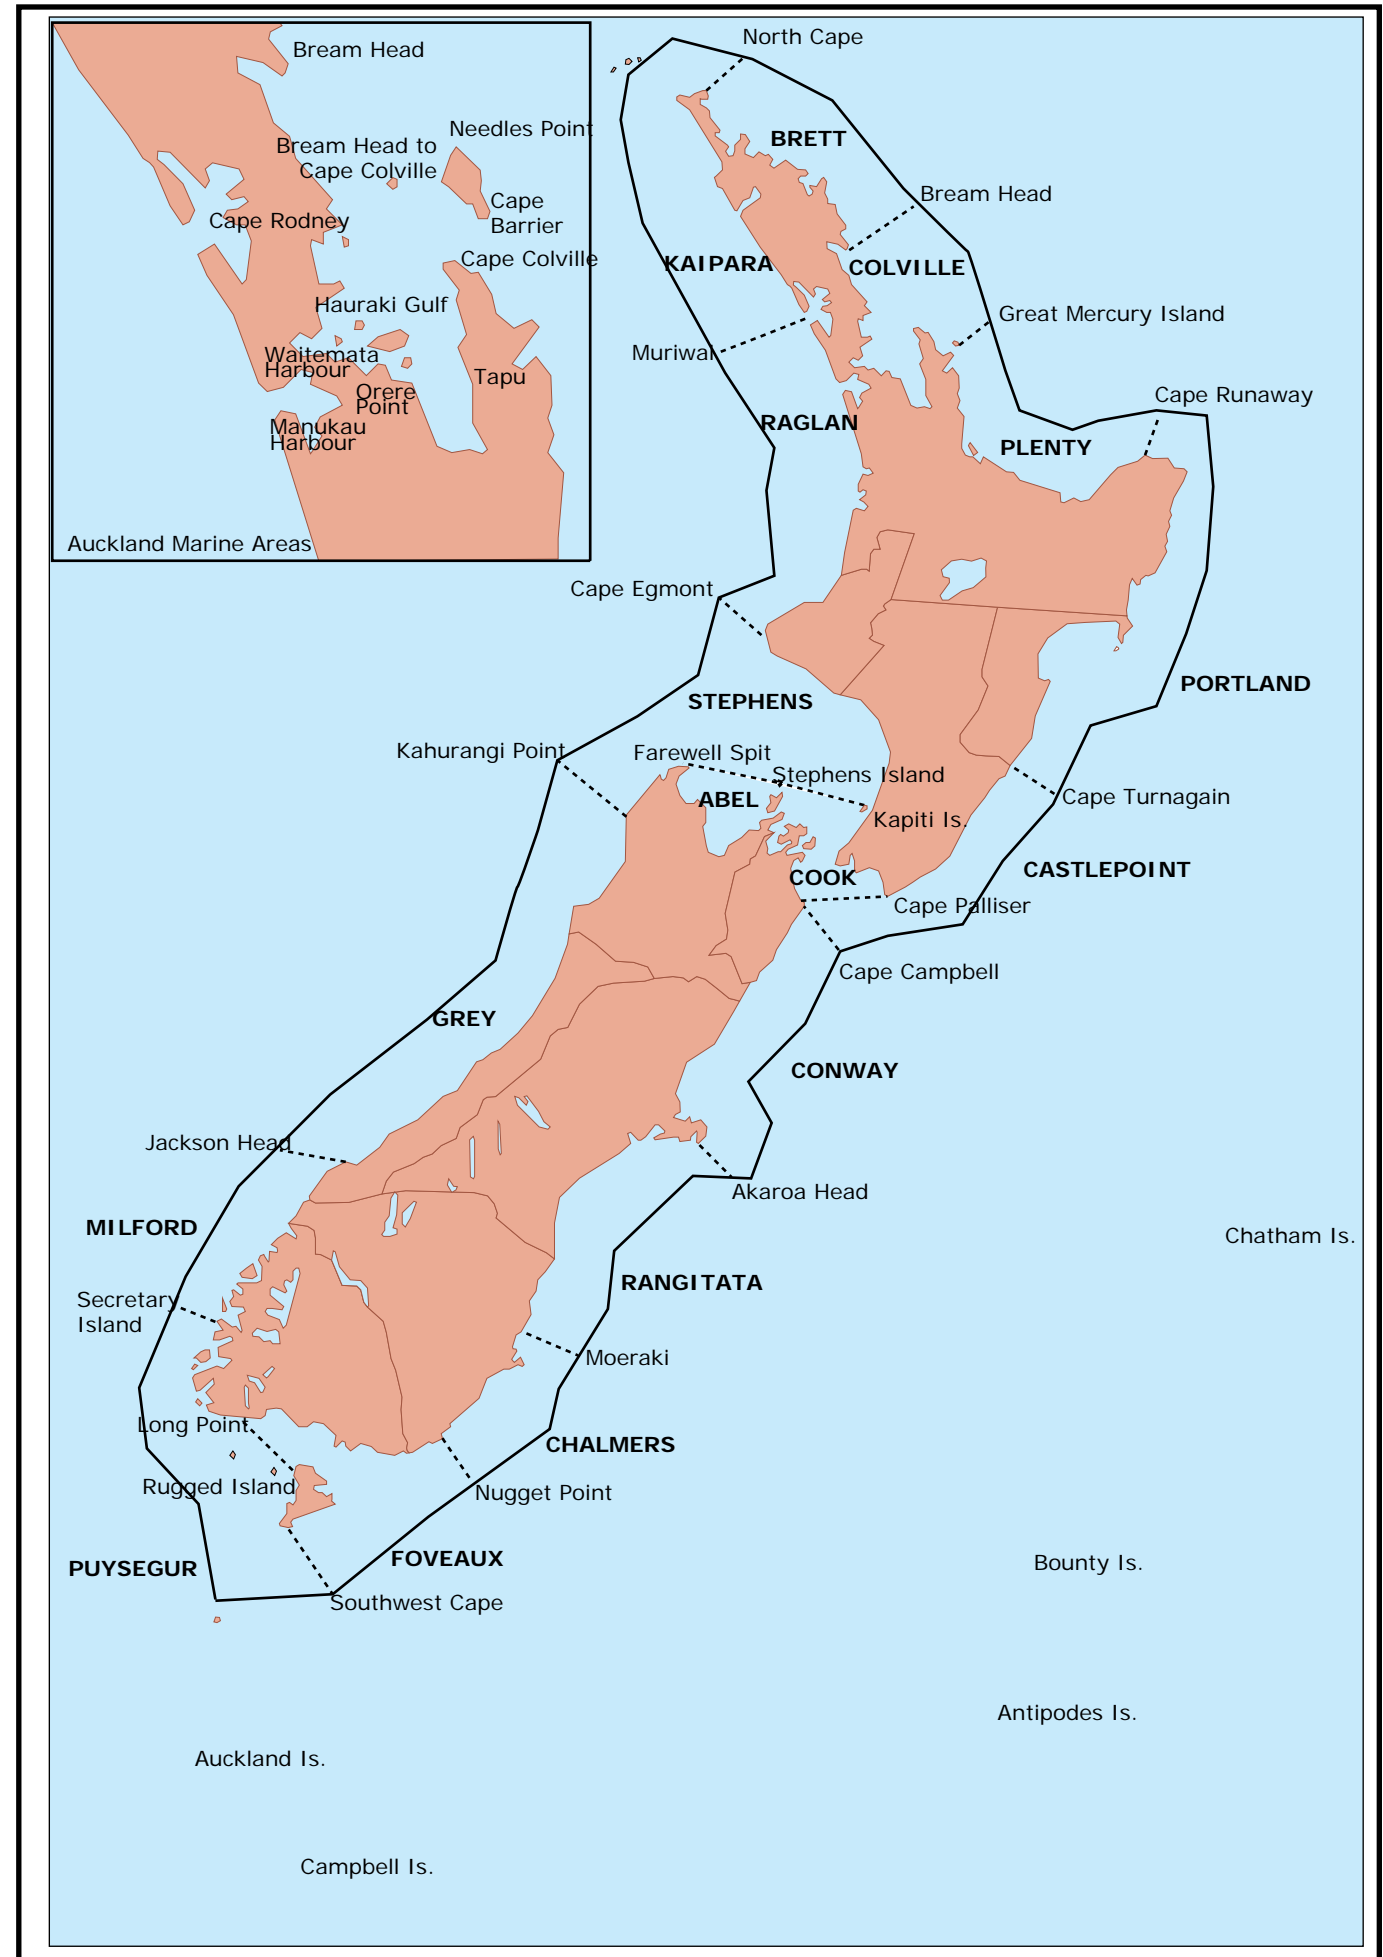 Bream Head
Needles Point
Bream Head to
Cape Colville
Cape
Barrier
Cape Rodney
Cape Colville
Hauraki Gulf
Waitemata
Harbour
Tapu
Orere
Point
Manukau
Harbour
Auckland Marine Areas
North Cape
BRETT
Bream Head
KAIPARA
COLVILLE
Great Mercury Island
Muriwai
Cape Runaway
RAGLAN
PLENTY
Cape Egmont
PORTLAND
STEPHENS
Kahurangi Point
Farewell Spit
Stephens Island
ABEL
Cape Turnagain
Kapiti Is.
CASTLEPOINT
COOK
Cape Palliser
Cape Campbell
GREY
CONWAY
Jackson Head
Akaroa Head
MILFORD
Chatham Is.
RANGITATA
Secretary
Island
Moeraki
Long Point
CHALMERS
Rugged Island
Nugget Point
FOVEAUX
PUYSEGUR
Bounty Is.
Southwest Cape
Antipodes Is.
Auckland Is.
Campbell Is.